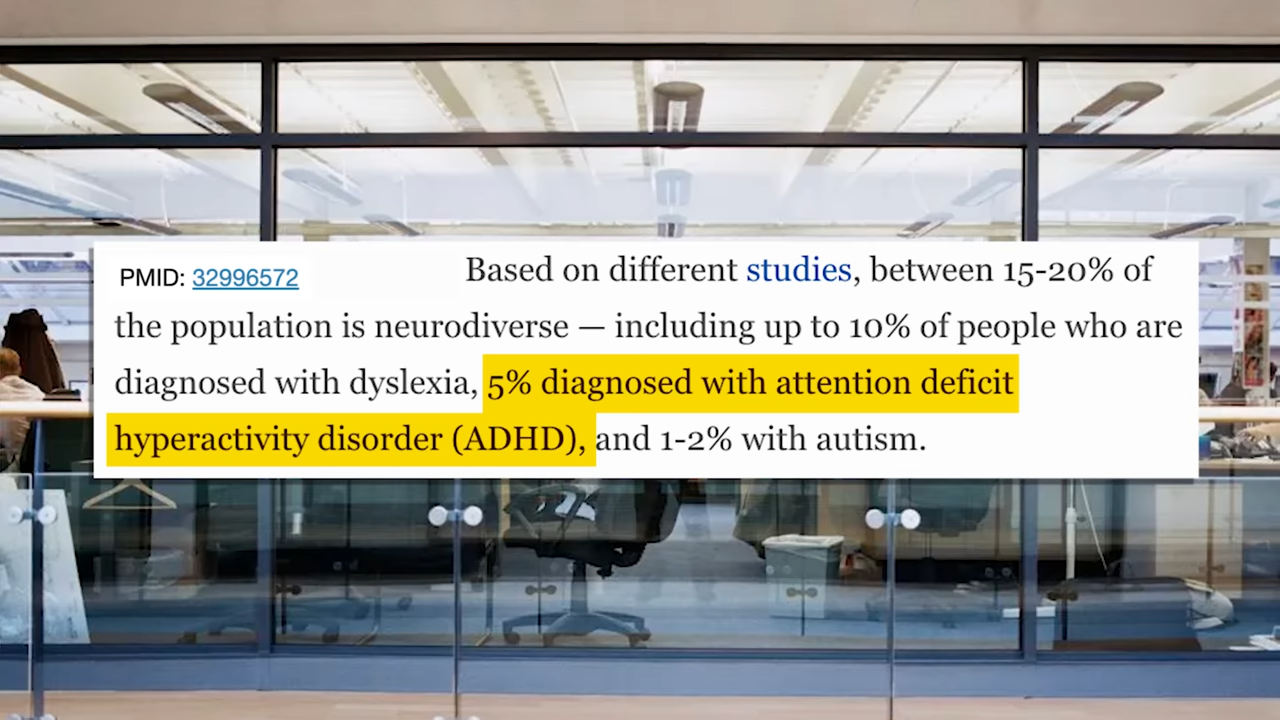 PMID: 32996572
Based on different studies, between 15-20% of
the population is neurodiverse — including up to 10% of people who are
diagnosed with dyslexia, 5% diagnosed with attention deficit
hyperactivity disorder (ADHD), and 1-2% with autism.